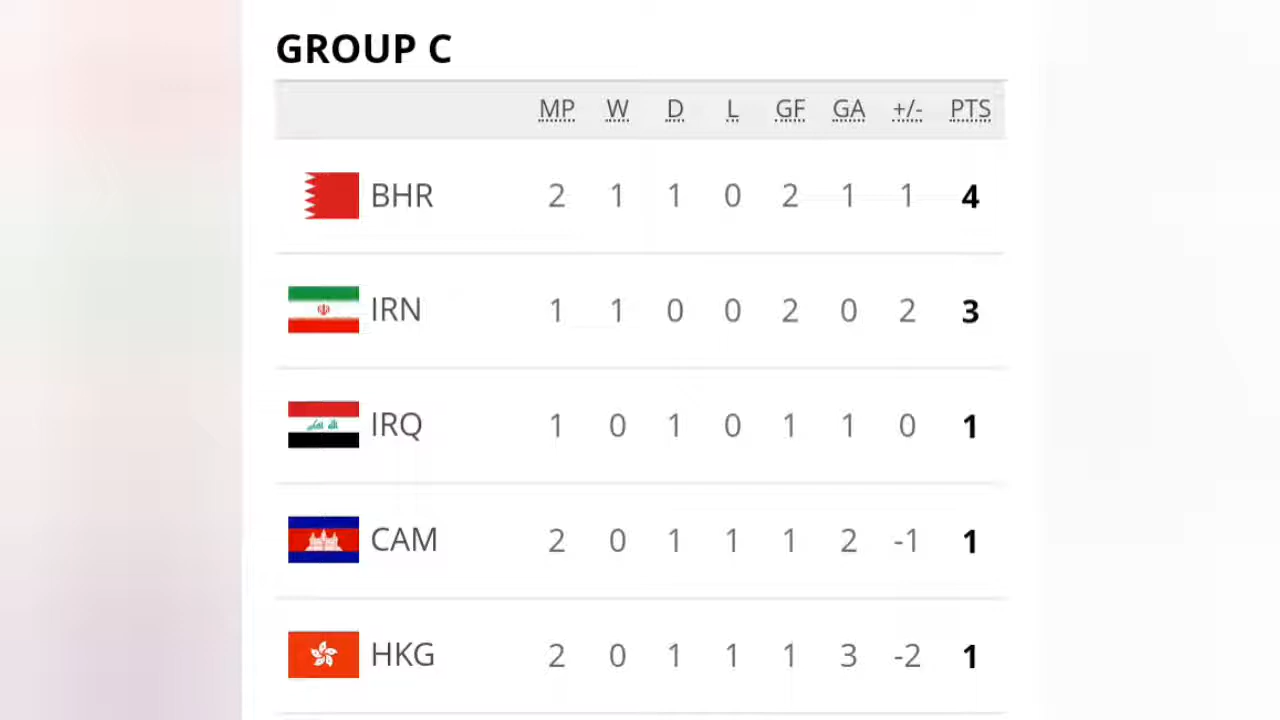 GROUP C
MP W D L GF GA +/- PTS
BHR 2 1 1 0 2 1 1 4
IRN 1 1 0 0 2 0 2 3
IRQ 1 0 1 0 1 1 0 1
CAM 2 0 1 1 1 2 -1 1
HKG 2 0 1 1 1 3 -2 1